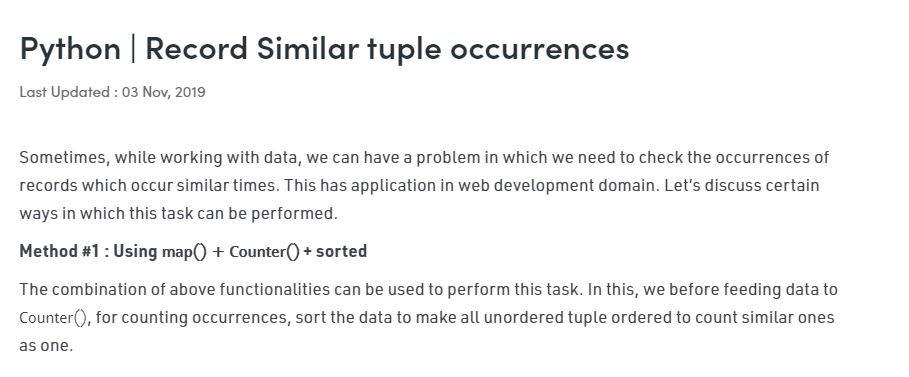 Python | Record Similar tuple occurrences
Last Updated : 03 Nov, 2019
Sometimes, while working with data, we can have a problem in which we need to check the occurrences of
records which occur similar times. This has application in web development domain. Let’s discuss certain
ways in which this task can be performed.
Method #1 : Using map() + Counter() + sorted
The combination of above functionalities can be used to perform this task. In this, we before feeding data to
Counter(), for counting occurrences, sort the data to make all unordered tuple ordered to count similar ones
as one.